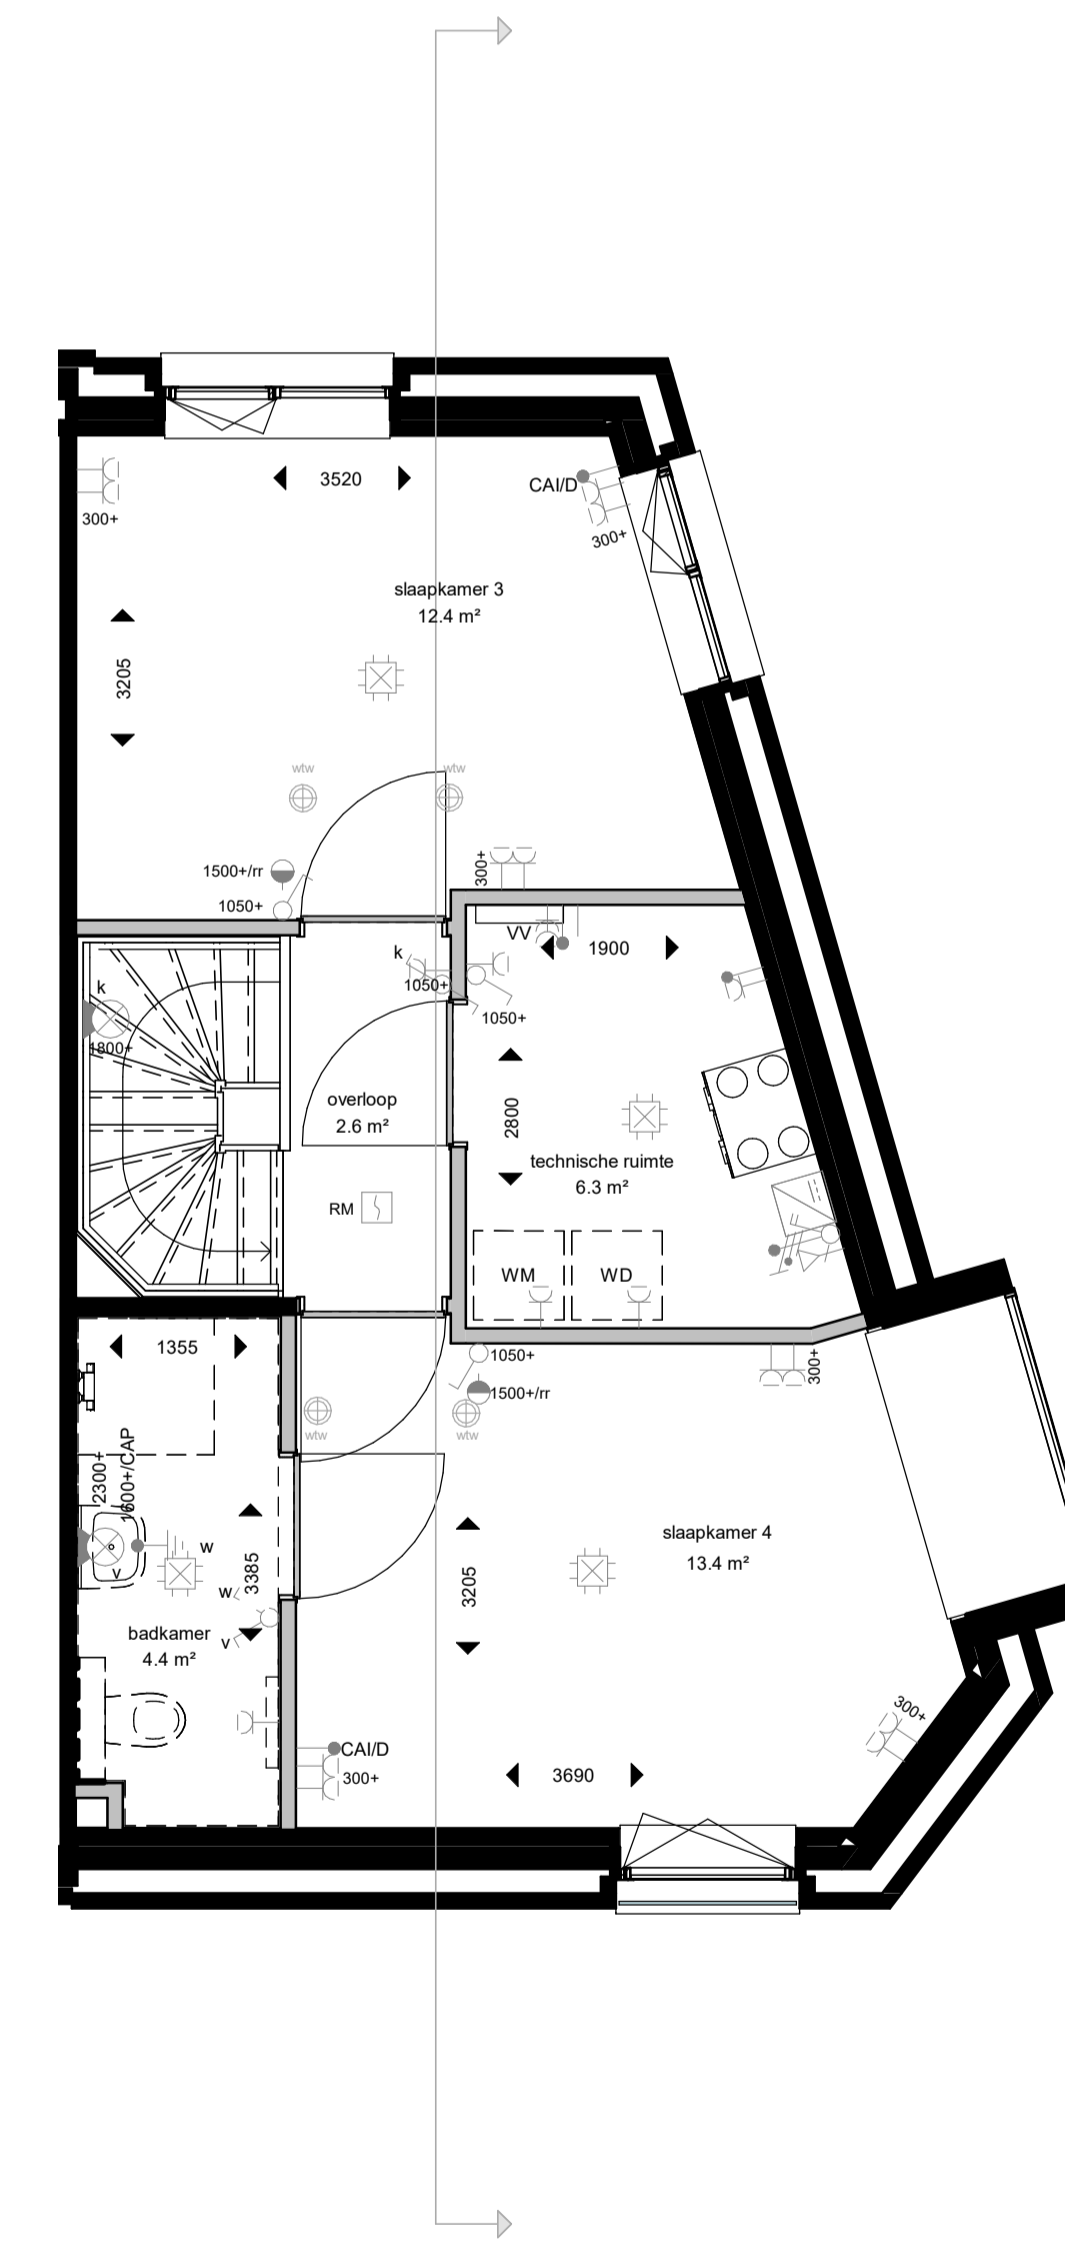 3520
CAI/D
300+
300+
slaapkamer 3
12.4 m²
3205
wtw
wtw
1500+/rr
1050+
300+
VV
1900
k
1050+
1050+
k
1800+
2800
overloop
2.6 m²
technische ruimte
6.3 m²
RM
WM
WD
1355
1050+
1500+/rr
300+
wtw
wtw
2300+
1600+/CAP
v
w
w
v
3385
3205
slaapkamer 4
13.4 m²
badkamer
4.4 m²
300+
CAI/D
300+
3690